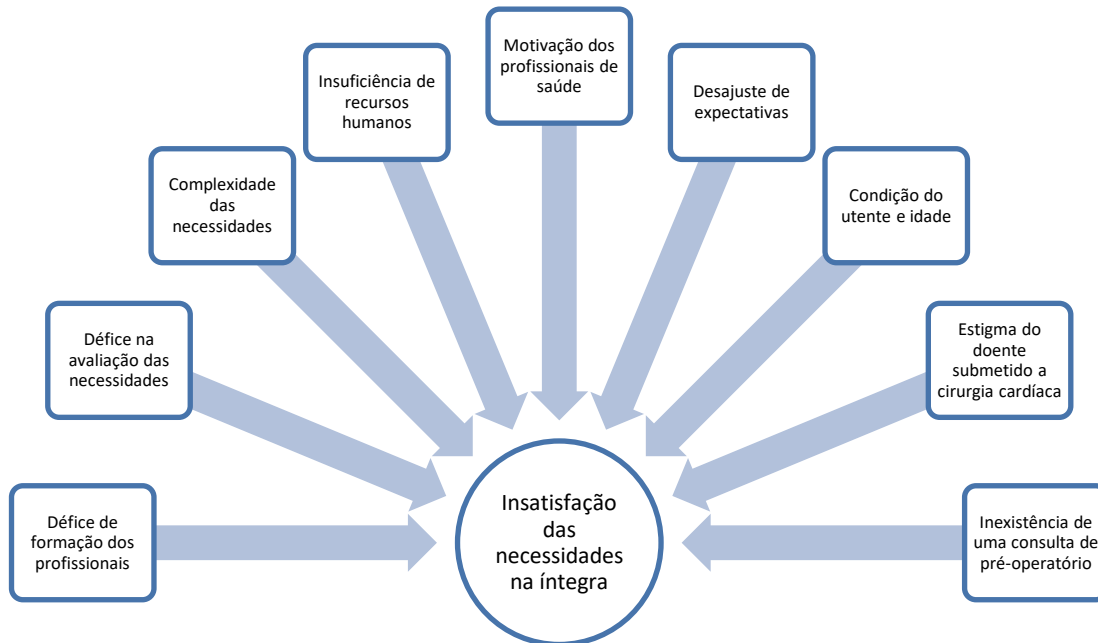 Motivação dos
profissionais de
saúde
Insuficiência de
recursos
humanos
Desajuste de
expectativas
Complexidade
das
necessidades
Condição do
utente e idade
Défice na
avaliação das
necessidades
Estigma do
doente
submetido a
cirurgia cardíaca
Défice de
formação dos
profissionais
Insatisfação
das
necessidades
na íntegra
Inexistência de
uma consulta de
pré-operatório